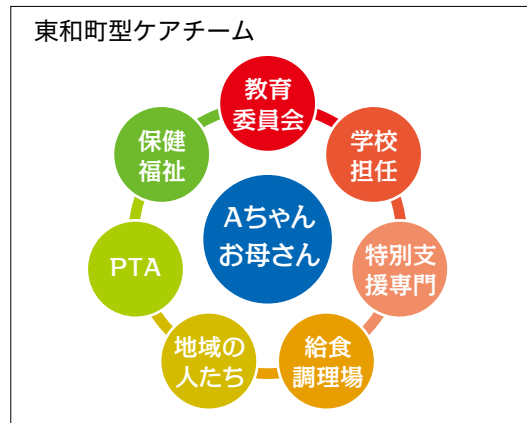 東和町型ケアチーム
教育
委員会
学校
担任
特別支
援専門
給食
調理場
地域の
人たち
PTA
保健
福祉
Aちゃん
お母さん